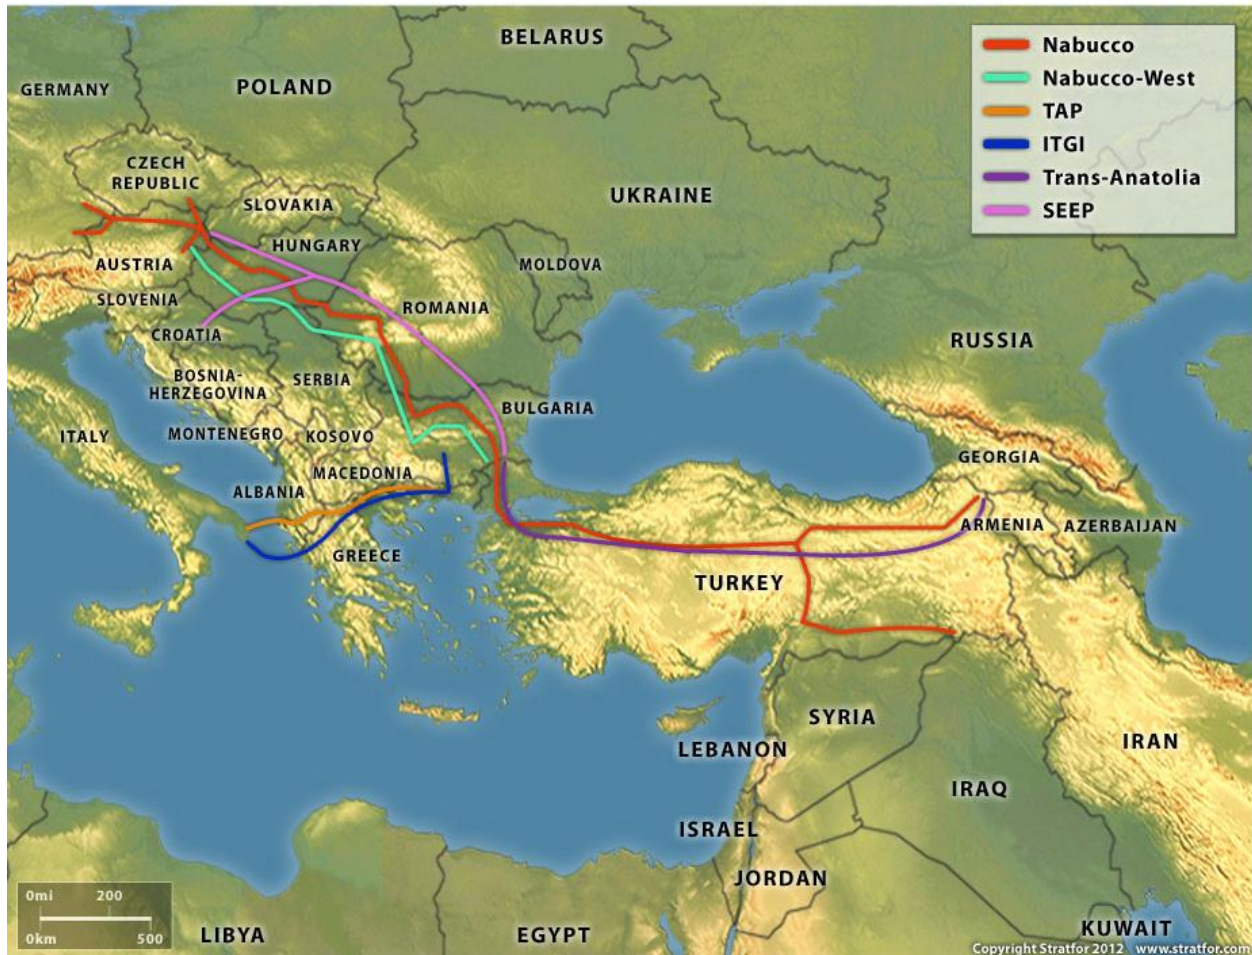 BELARUS
POLAND
GERMANY
CZECH
REPUBLIC
SLOVAKIA
UKRAINE
HUNGARY
AUSTRIA
MOLDOVA
SLOVENIA
ROMANIA
CROATIA
RUSSIA
BOSNIA-
HERZEGOVINA
SERBIA
BULGARIA
ITALY
MONTENEGRO
KOSOVO
GEORGIA
MACEDONIA
ALBANIA
ARMENIA
AZERBAIJAN
GREECE
TURKEY
SYRIA
LEBANON
IRAN
IRAQ
ISRAEL
JORDAN
LIBYA
EGYPT
KUWAIT
Nabucco
Nabucco-West
TAP
ITGI
Trans-Anatolia
SEEP
0mi 200
0km 500
Copyright Stratfor 2012 www.stratfor.com